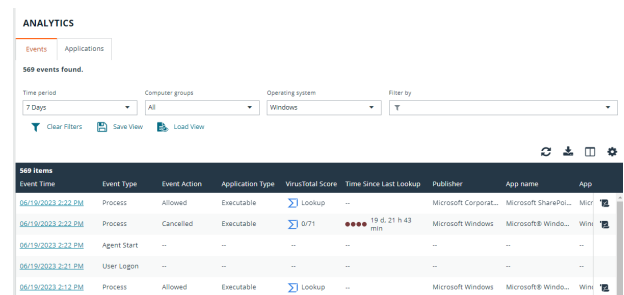 ANALYTICS
Events Applications
569 events found.
Time period Computer groups Operating system Filter by
7 Days All Windows
Clear Filters Save View Load View
569 items
Event Time Event Type Event Action Application Type VirusTotal Score Time Since Last Lookup Publisher App name App
06/19/2023 2:22 PM Process Allowed Executable Lookup -- Microsoft Corporat... Microsoft SharePoi... Micr
06/19/2023 2:22 PM Process Cancelled Executable 0/71 19 d, 21 h 43 min Microsoft Windows Microsoft® Windo... Win
06/19/2023 2:22 PM Agent Start -- -- -- -- -- -- --
06/19/2023 2:21 PM User Logon -- -- -- -- -- -- --
06/19/2023 2:12 PM Process Allowed Executable Lookup -- Microsoft Windows Microsoft® Windo... Win